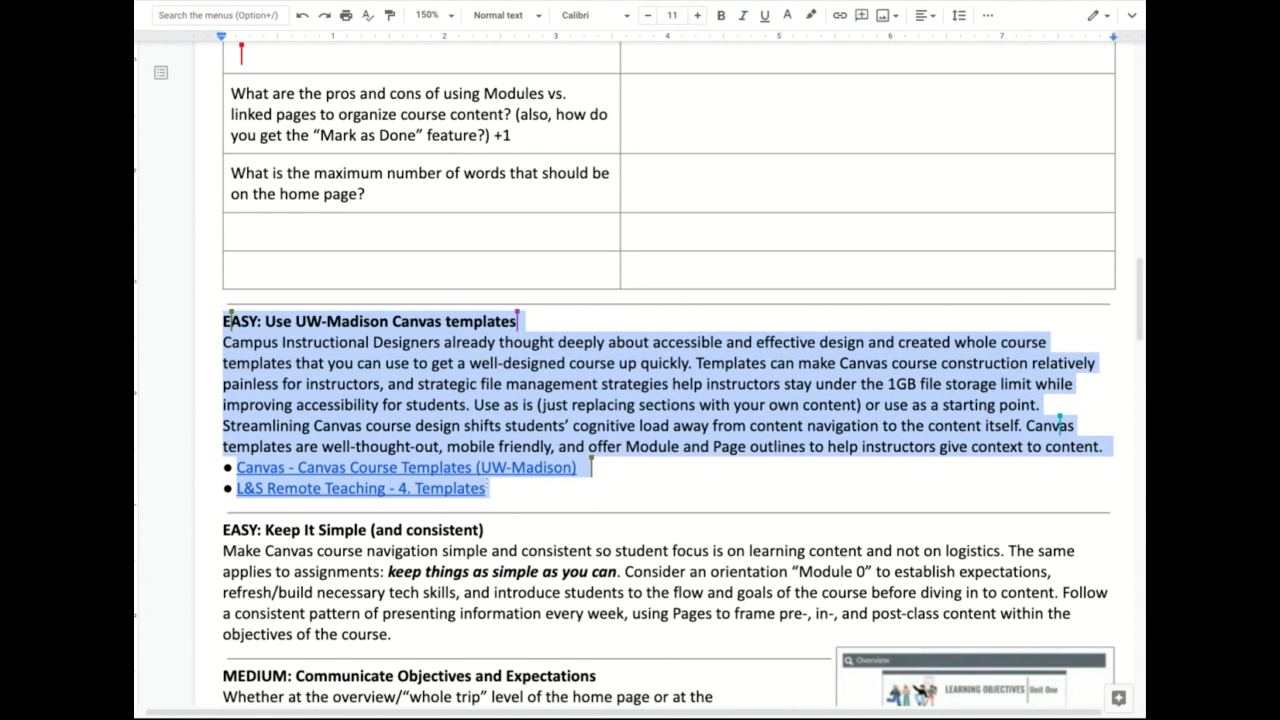 Search the menus (Option+/)
150%
Normal text
Calibri
11
B I U A
1 2 3 4 5 6 7
What are the pros and cons of using Modules vs.
linked pages to organize course content? (also, how do
you get the “Mark as Done” feature?) +1
What is the maximum number of words that should be
on the home page?
EASY: Use UW-Madison Canvas templates
Campus Instructional Designers already thought deeply about accessible and effective design and created whole course
templates that you can use to get a well-designed course up quickly. Templates can make Canvas course construction relatively
painless for instructors, and strategic file management strategies help instructors stay under the 1GB file storage limit while
improving accessibility for students. Use as is (just replacing sections with your own content) or use as a starting point.
Streamlining Canvas course design shifts students’ cognitive load away from content navigation to the content itself. Canvas
templates are well-thought-out, mobile friendly, and offer Module and Page outlines to help instructors give context to content.
● Canvas - Canvas Course Templates (UW-Madison)
● L&S Remote Teaching - 4. Templates
EASY: Keep It Simple (and consistent)
Make Canvas course navigation simple and consistent so student focus is on learning content and not on logistics. The same
applies to assignments: keep things as simple as you can. Consider an orientation “Module 0” to establish expectations,
refresh/build necessary tech skills, and introduce students to the flow and goals of the course before diving in to content. Follow
a consistent pattern of presenting information every week, using Pages to frame pre-, in-, and post-class content within the
objectives of the course.
MEDIUM: Communicate Objectives and Expectations
Whether at the overview/“whole trip” level of the home page or at the
Overview
LEARNING OBJECTIVES Unit One